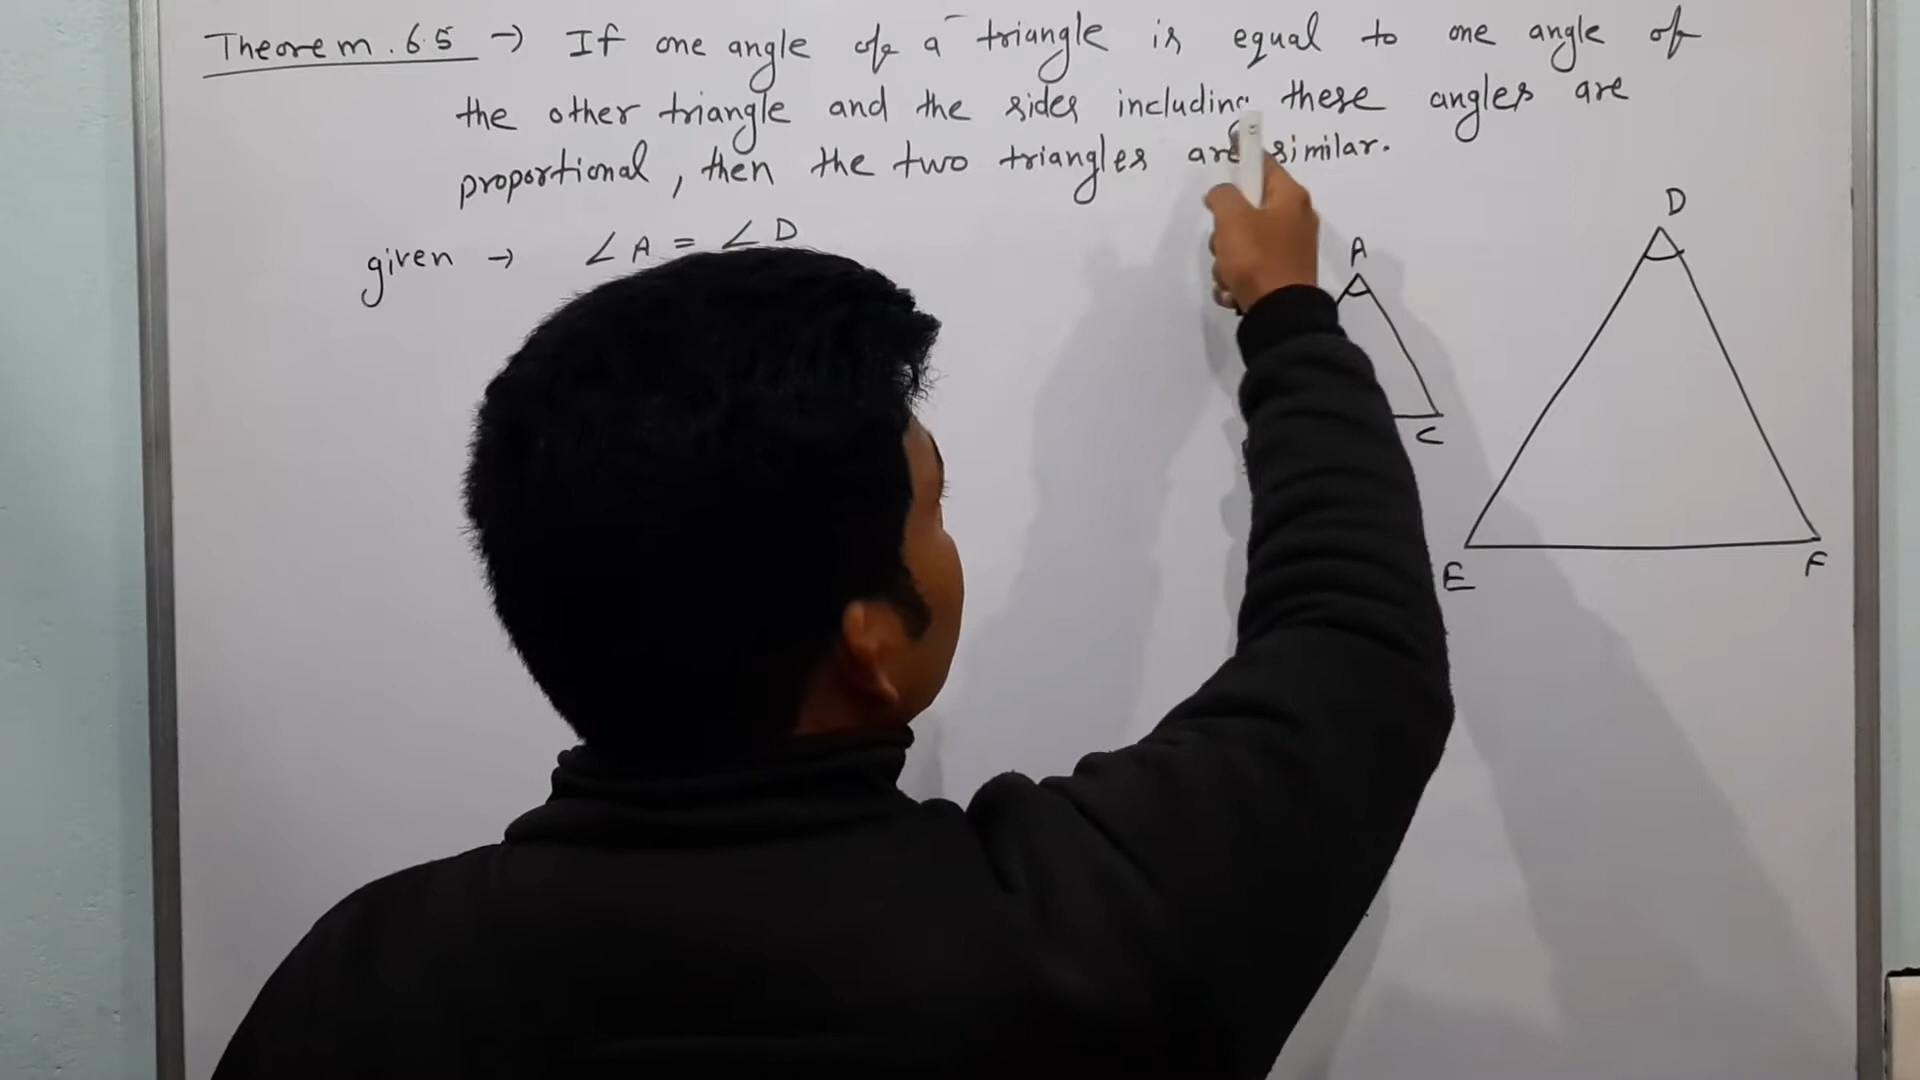 Theorem. 6.5 → If one angle of a triangle is equal to one angle of
the other triangle and the sides including these angles are
proportional, then the two triangles are similar.
given → ∠A = ∠D
A
C
D
E
F